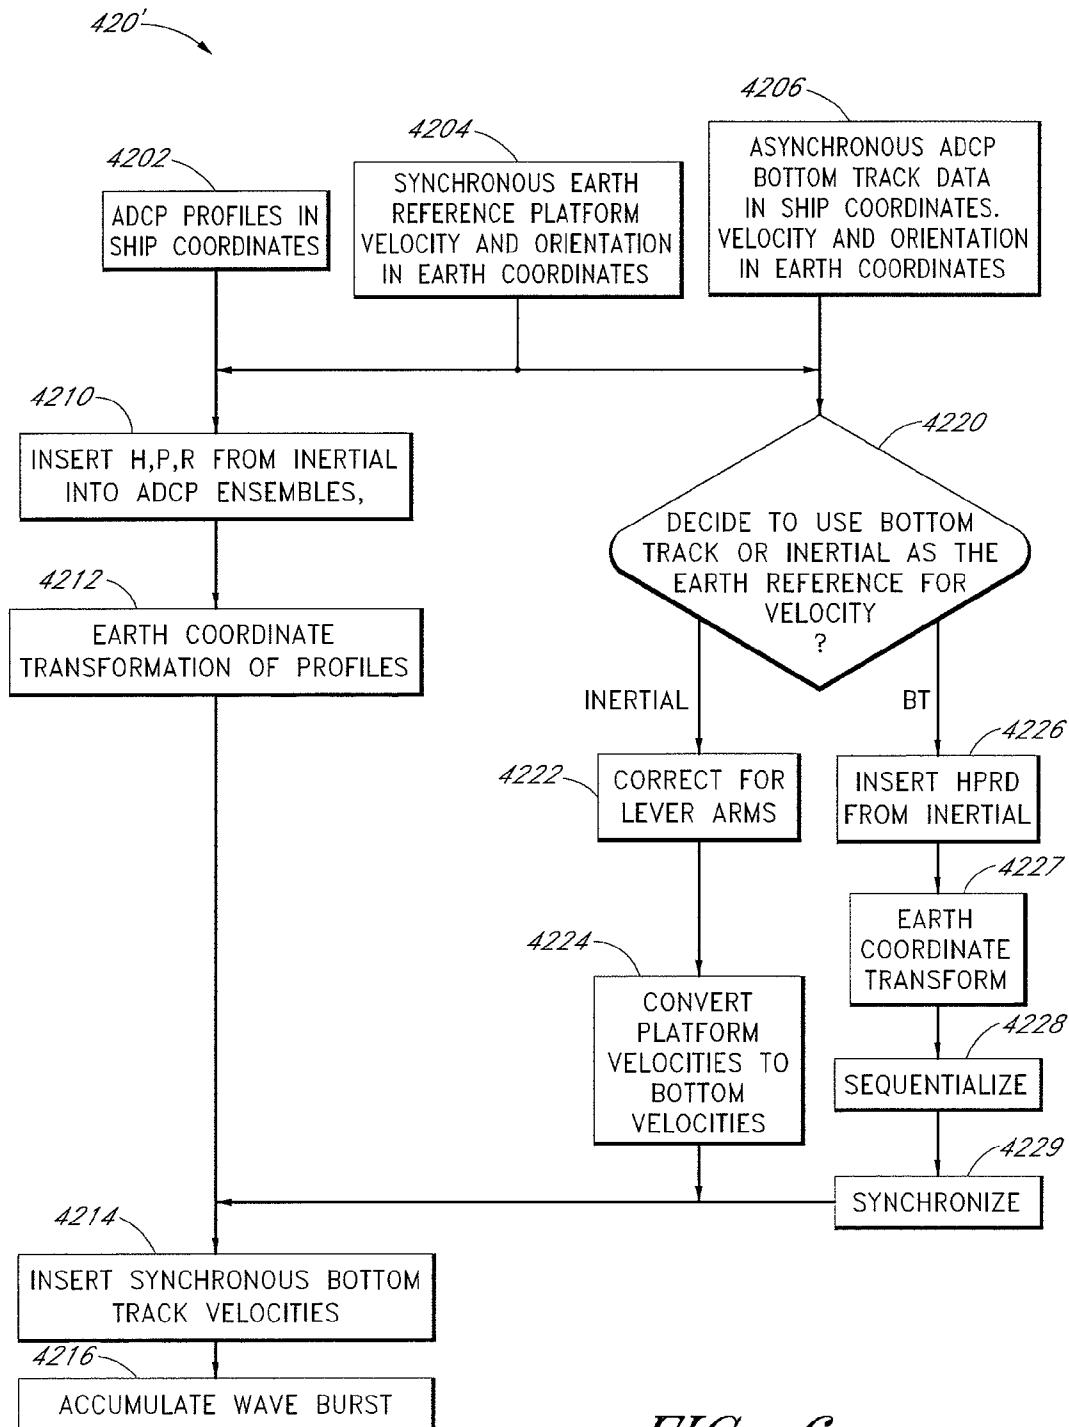 420'
4202
ADCP PROFILES IN
SHIP COORDINATES
4204
SYNCHRONOUS EARTH
REFERENCE PLATFORM
VELOCITY AND ORIENTATION
IN EARTH COORDINATES
4206
ASYNCHRONOUS ADCP
BOTTOM TRACK DATA
IN SHIP COORDINATES.
VELOCITY AND ORIENTATION
IN EARTH COORDINATES
4210
INSERT H,P,R FROM INERTIAL
INTO ADCP ENSEMBLES,
4212
EARTH COORDINATE
TRANSFORMATION OF PROFILES
4220
DECIDE TO USE BOTTOM
TRACK OR INERTIAL AS THE
EARTH REFERENCE FOR
VELOCITY
?
INERTIAL
BT
4222
CORRECT FOR
LEVER ARMS
4226
INSERT HPRD
FROM INERTIAL
4227
EARTH
COORDINATE
TRANSFORM
4224
CONVERT
PLATFORM
VELOCITIES TO
BOTTOM
VELOCITIES
4228
SEQUENTIALIZE
4229
SYNCHRONIZE
4214
INSERT SYNCHRONOUS BOTTOM
TRACK VELOCITIES
4216
ACCUMULATE WAVE BURST